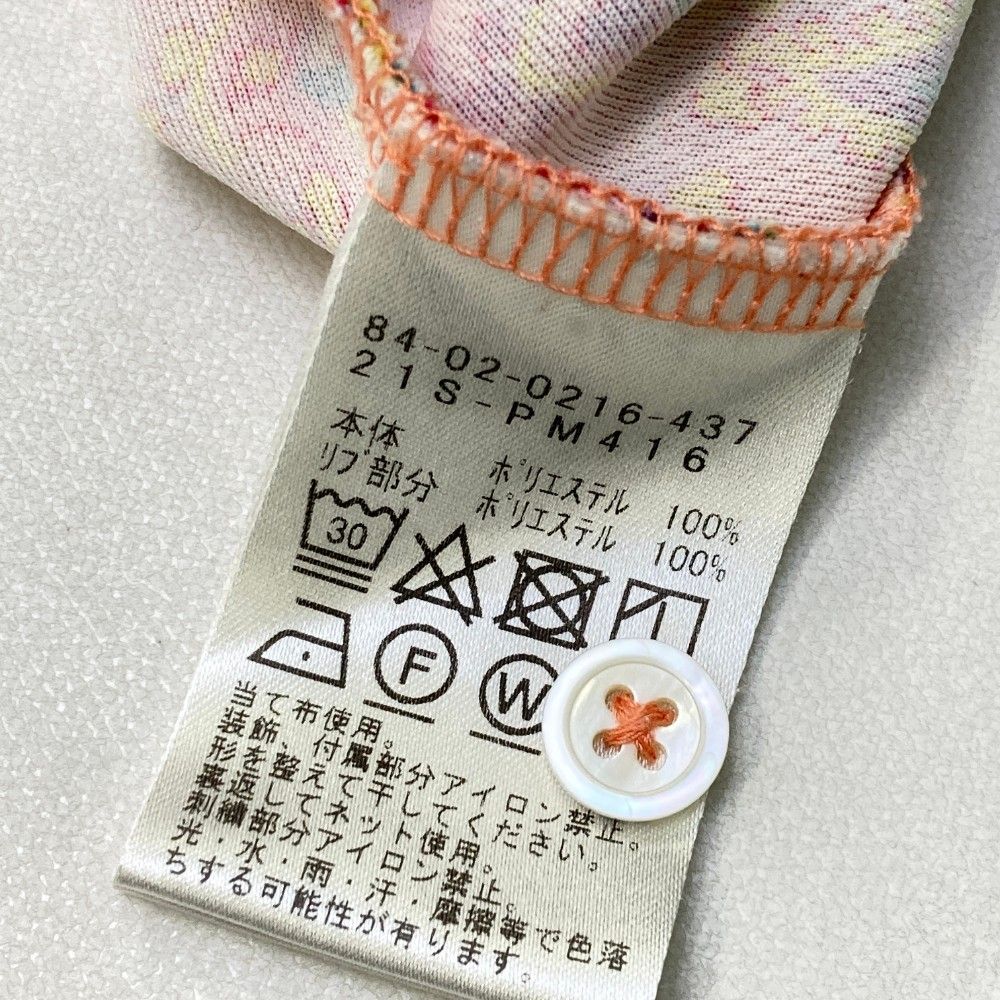 84-02-0216-437
21S-PM416
本体 ポリエステル 100%
リブ部分 ポリエステル 100%
30
F W
当て布使用。
装飾、付属部分アイロン禁止。
形を整えて干してください。
裏返してネット使用。
刺繍部分アイロン禁止。
光・水・雨・汗・摩擦等で色落
ちする可能性が有ります。